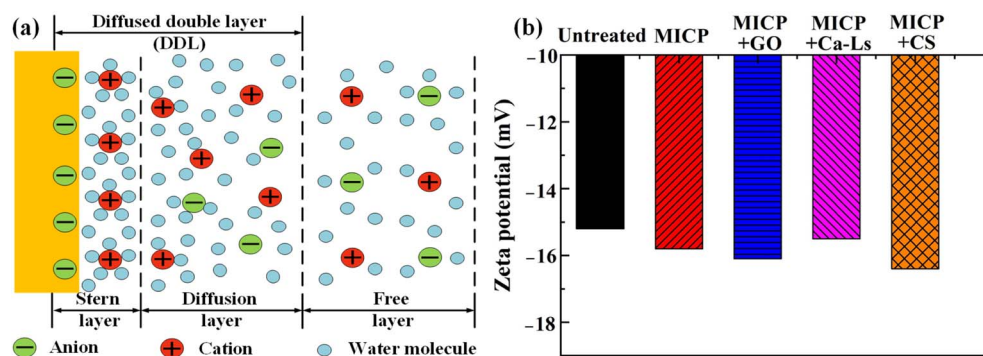 (a)
Diffused double layer
(DDL)
Stern
layer
Diffusion
layer
Free
layer
Anion
Cation
Water molecule
(b)
Untreated
MICP
MICP
+GO
MICP
+Ca-Ls
MICP
+CS
Zeta potential (mV)
−10
−12
−14
−16
−18